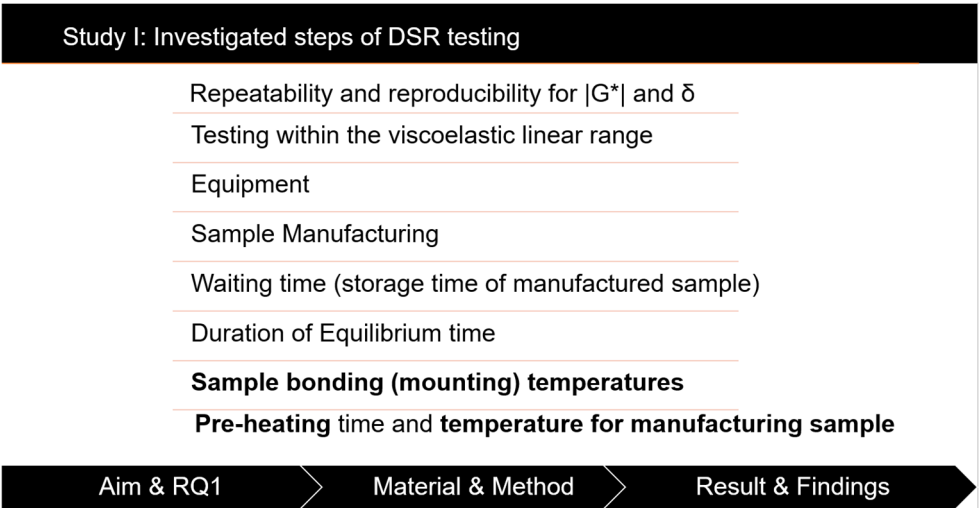 Study I: Investigated steps of DSR testing
Repeatability and reproducibility for |G*| and δ
Testing within the viscoelastic linear range
Equipment
Sample Manufacturing
Waiting time (storage time of manufactured sample)
Duration of Equilibrium time
Sample bonding (mounting) temperatures
Pre-heating time and temperature for manufacturing sample
Aim & RQ1
Material & Method
Result & Findings